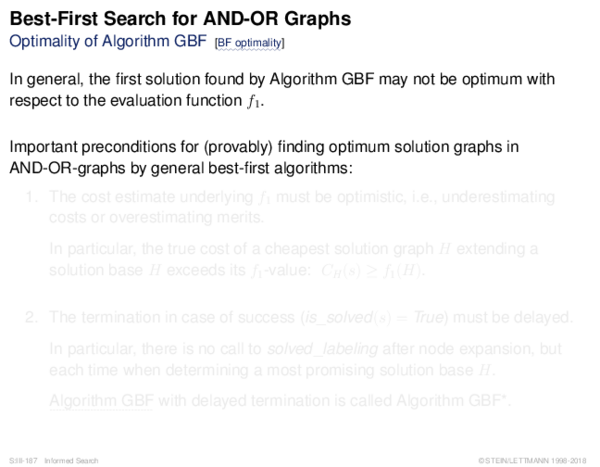 Best-First Search for AND-OR Graphs
Optimality of Algorithm GBF [BF optimality]
In general, the first solution found by Algorithm GBF may not be optimum with
respect to the evaluation function f₁.
Important preconditions for (provably) finding optimum solution graphs in
AND-OR-graphs by general best-first algorithms:
1. The cost estimate underlying f₁ must be optimistic, i.e., underestimating
costs or overestimating merits.
In particular, the true cost of a cheapest solution graph H extending a
solution base H exceeds its f₁-value: C_H(s) ≥ f₁(H).
2. The termination in case of success (is_solved(s) = True) must be delayed.
In particular, there is no call to solved_labeling after node expansion, but
each time when determining a most promising solution base H.
Algorithm GBF with delayed termination is called Algorithm GBF*.
S:III-187 Informed Search
©STEIN/LETTMANN 1998-2018